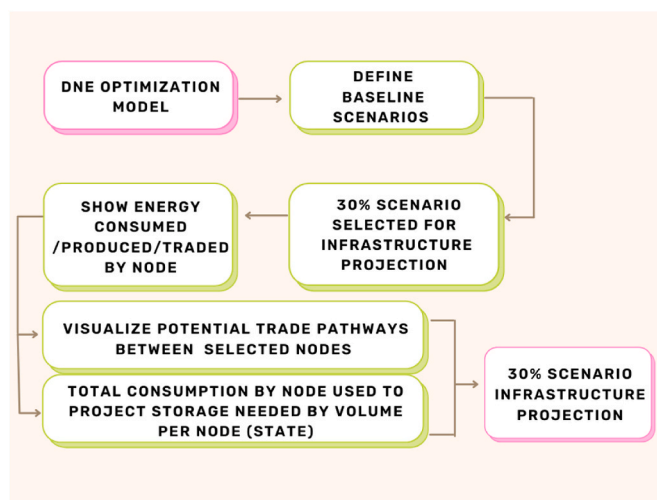 DNE OPTIMIZATION
MODEL
DEFINE
BASELINE
SCENARIOS
30% SCENARIO
SELECTED FOR
INFRASTRUCTURE
PROJECTION
SHOW ENERGY
CONSUMED
/PRODUCED/TRADED
BY NODE
VISUALIZE POTENTIAL TRADE PATHWAYS
BETWEEN SELECTED NODES
TOTAL CONSUMPTION BY NODE USED TO
PROJECT STORAGE NEEDED BY VOLUME
PER NODE (STATE)
30% SCENARIO
INFRASTRUCTURE
PROJECTION